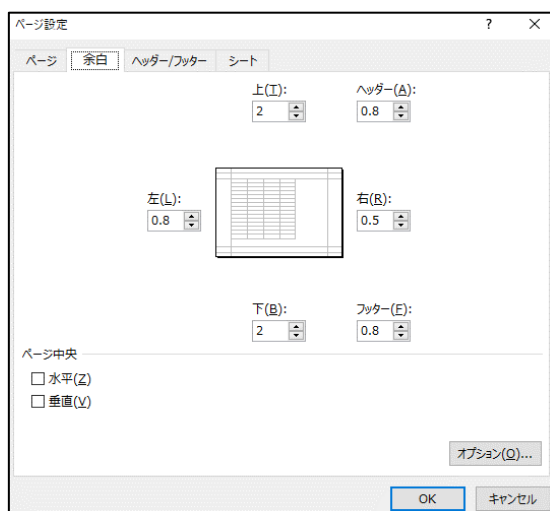 ページ設定 ? ×
ページ 余白 ヘッダー/フッター シート
上(T): ヘッダー(A):
2 0.8
左(L): 右(R):
0.8 0.5
下(B): フッター(F):
2 0.8
ページ中央
水平(Z)
垂直(V)
オプション(O)...
OK キャンセル